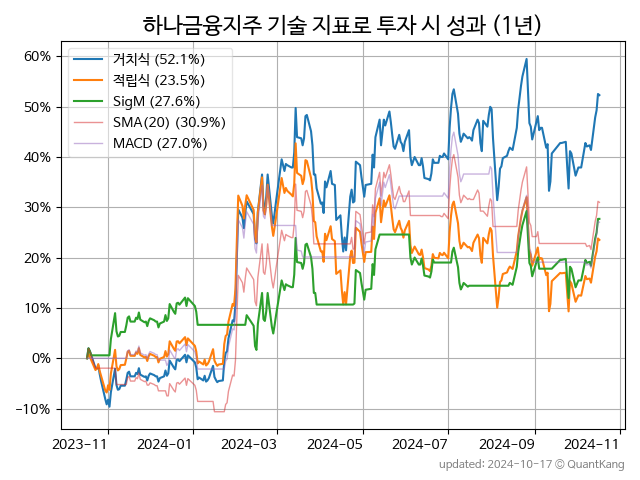 하나금융지주 기술 지표로 투자 시 성과 (1년)
60%
50%
40%
30%
20%
10%
0%
−10%
거치식 (52.1%)
적립식 (23.5%)
SigM (27.6%)
SMA(20) (30.9%)
MACD (27.0%)
2023-11 2024-01 2024-03 2024-05 2024-07 2024-09 2024-11
updated: 2024-10-17 © QuantKang